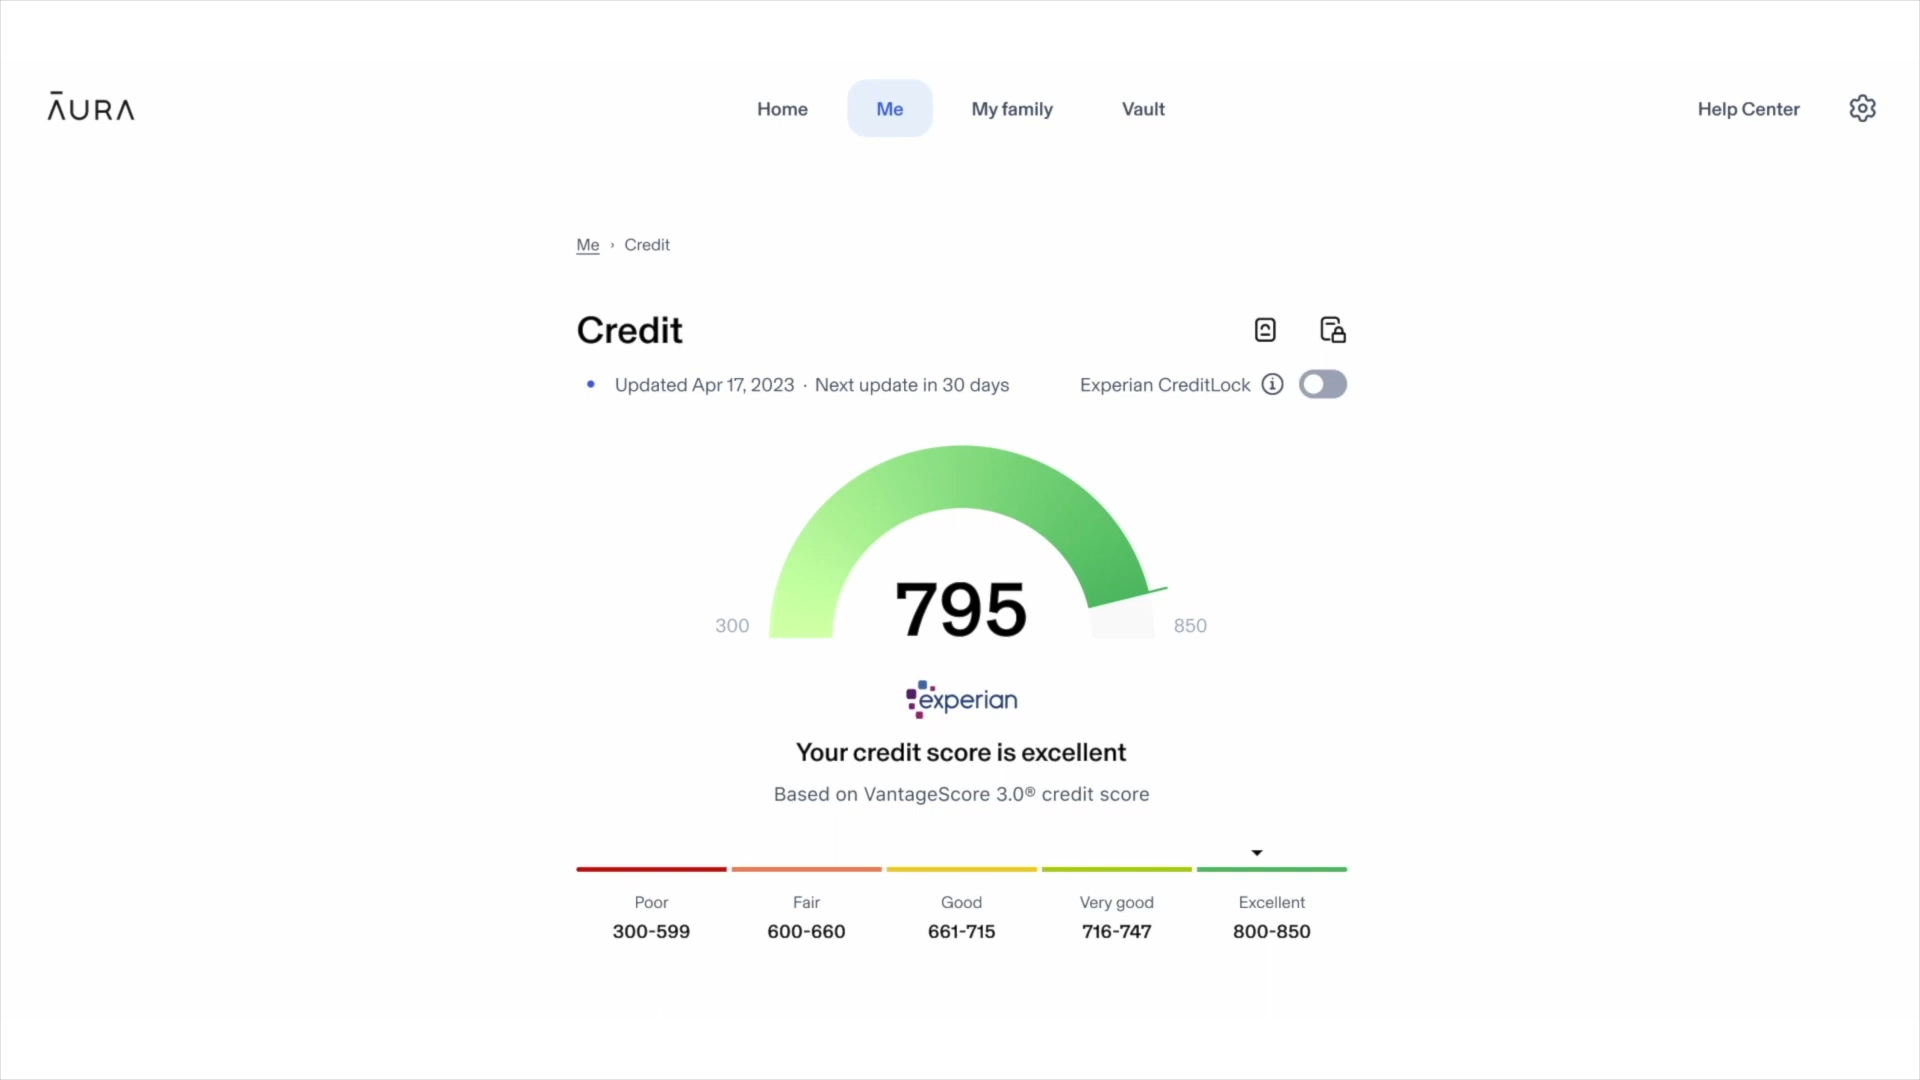 ĀURA
Home Me My family Vault
Help Center
Me › Credit
Credit
• Updated Apr 17, 2023 · Next update in 30 days
Experian CreditLock
795
300
850
experian
Your credit score is excellent
Based on VantageScore 3.0® credit score
Poor Fair Good Very good Excellent
300-599 600-660 661-715 716-747 800-850